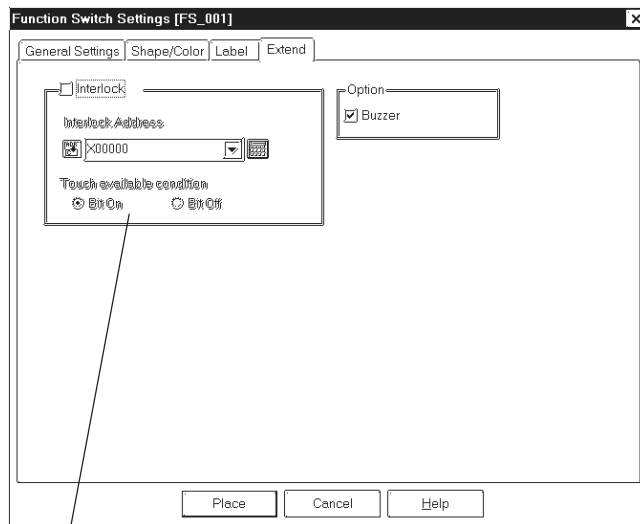 Function Switch Settings [FS_001]
General Settings Shape/Color Label Extend
Interlock
Interlock Address
X00000
Touch available condition
Bit On Bit Off
Option
Buzzer
Place Cancel Help